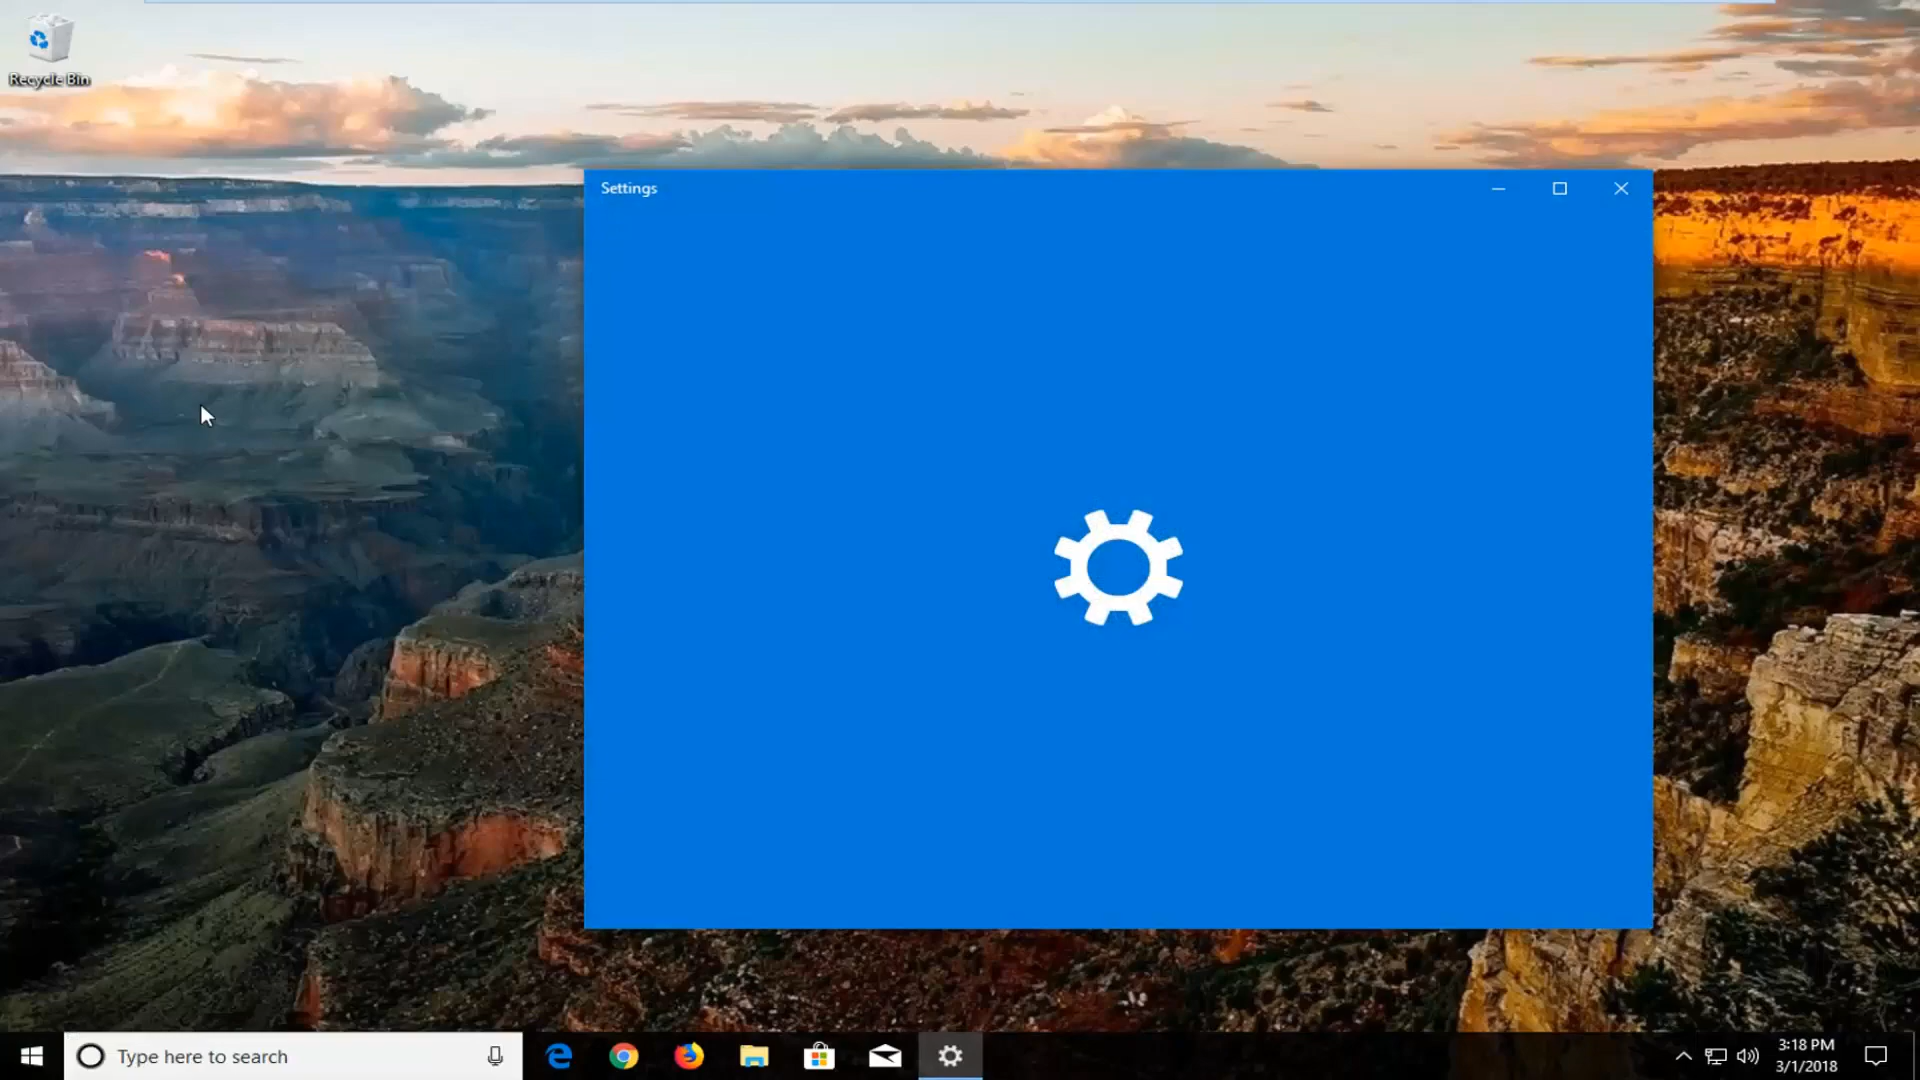 Recycle Bin
Settings
Type here to search
3:18 PM
3/1/2018